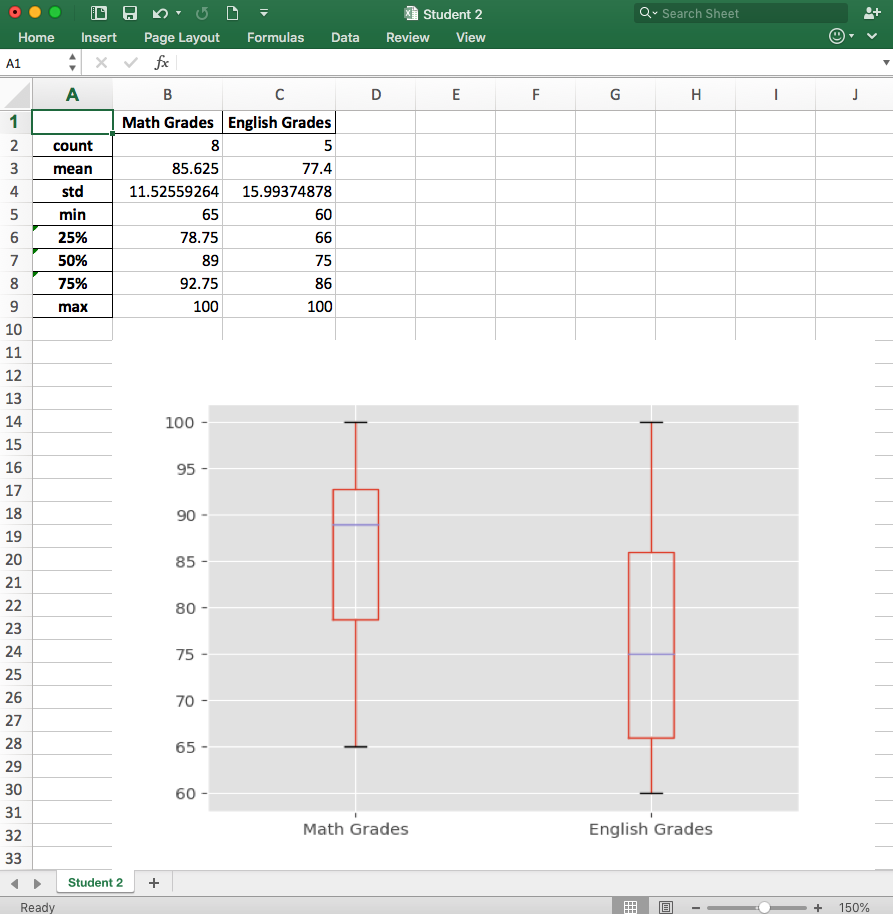 Student 2
Search Sheet
Home Insert Page Layout Formulas Data Review View
A1 fx
A B C D E F G H I J
1 Math Grades English Grades
2 count 8 5
3 mean 85.625 77.4
4 std 11.52559264 15.99374878
5 min 65 60
6 25% 78.75 66
7 50% 89 75
8 75% 92.75 86
9 max 100 100
10
11
12
13
14
15
16
17
18
19
20
21
22
23
24
25
26
27
28
29
30
31
32
33
100
95
90
85
80
75
70
65
60
Math Grades English Grades
Student 2 +
Ready
150%